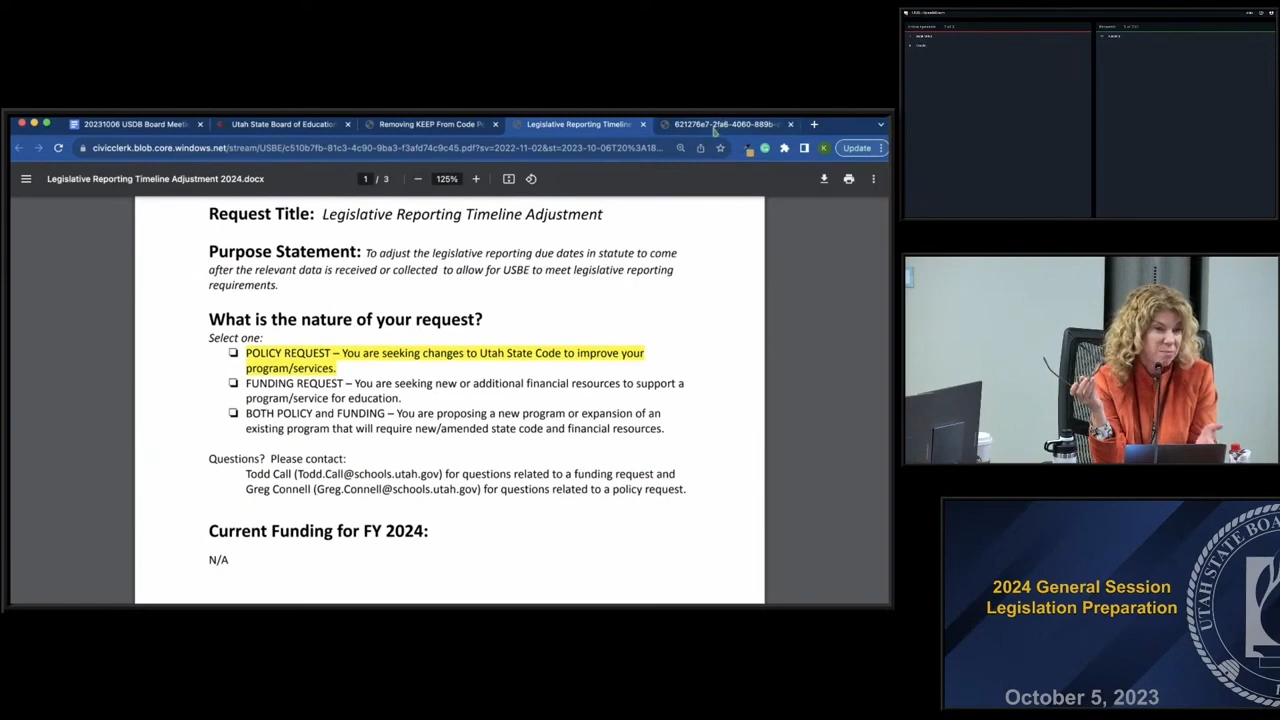 20231006 USDB Board Meeti
Utah State Board of Education
Removing KEEP From Code P
Legislative Reporting Timeline
621276e7-2fa6-4060-889b-
civicclerk.blob.core.windows.net/stream/USBE/c510b7fb-81c3-4c90-9ba3-f3afd74c9c45.pdf?sv=2022-11-02&st=2023-10-06T20%3A18...
K
Update
Legislative Reporting Timeline Adjustment 2024.docx
1 / 3
125%
Request Title: Legislative Reporting Timeline Adjustment
Purpose Statement: To adjust the legislative reporting due dates in statute to come
after the relevant data is received or collected to allow for USBE to meet legislative reporting
requirements.
What is the nature of your request?
Select one:
POLICY REQUEST – You are seeking changes to Utah State Code to improve your
program/services.
FUNDING REQUEST – You are seeking new or additional financial resources to support a
program/service for education.
BOTH POLICY and FUNDING – You are proposing a new program or expansion of an
existing program that will require new/amended state code and financial resources.
Questions? Please contact:
Todd Call (Todd.Call@schools.utah.gov) for questions related to a funding request and
Greg Connell (Greg.Connell@schools.utah.gov) for questions related to a policy request.
Current Funding for FY 2024:
N/A
2024 General Session
Legislation Preparation
UTAH STATE BOARD
October 5, 2023